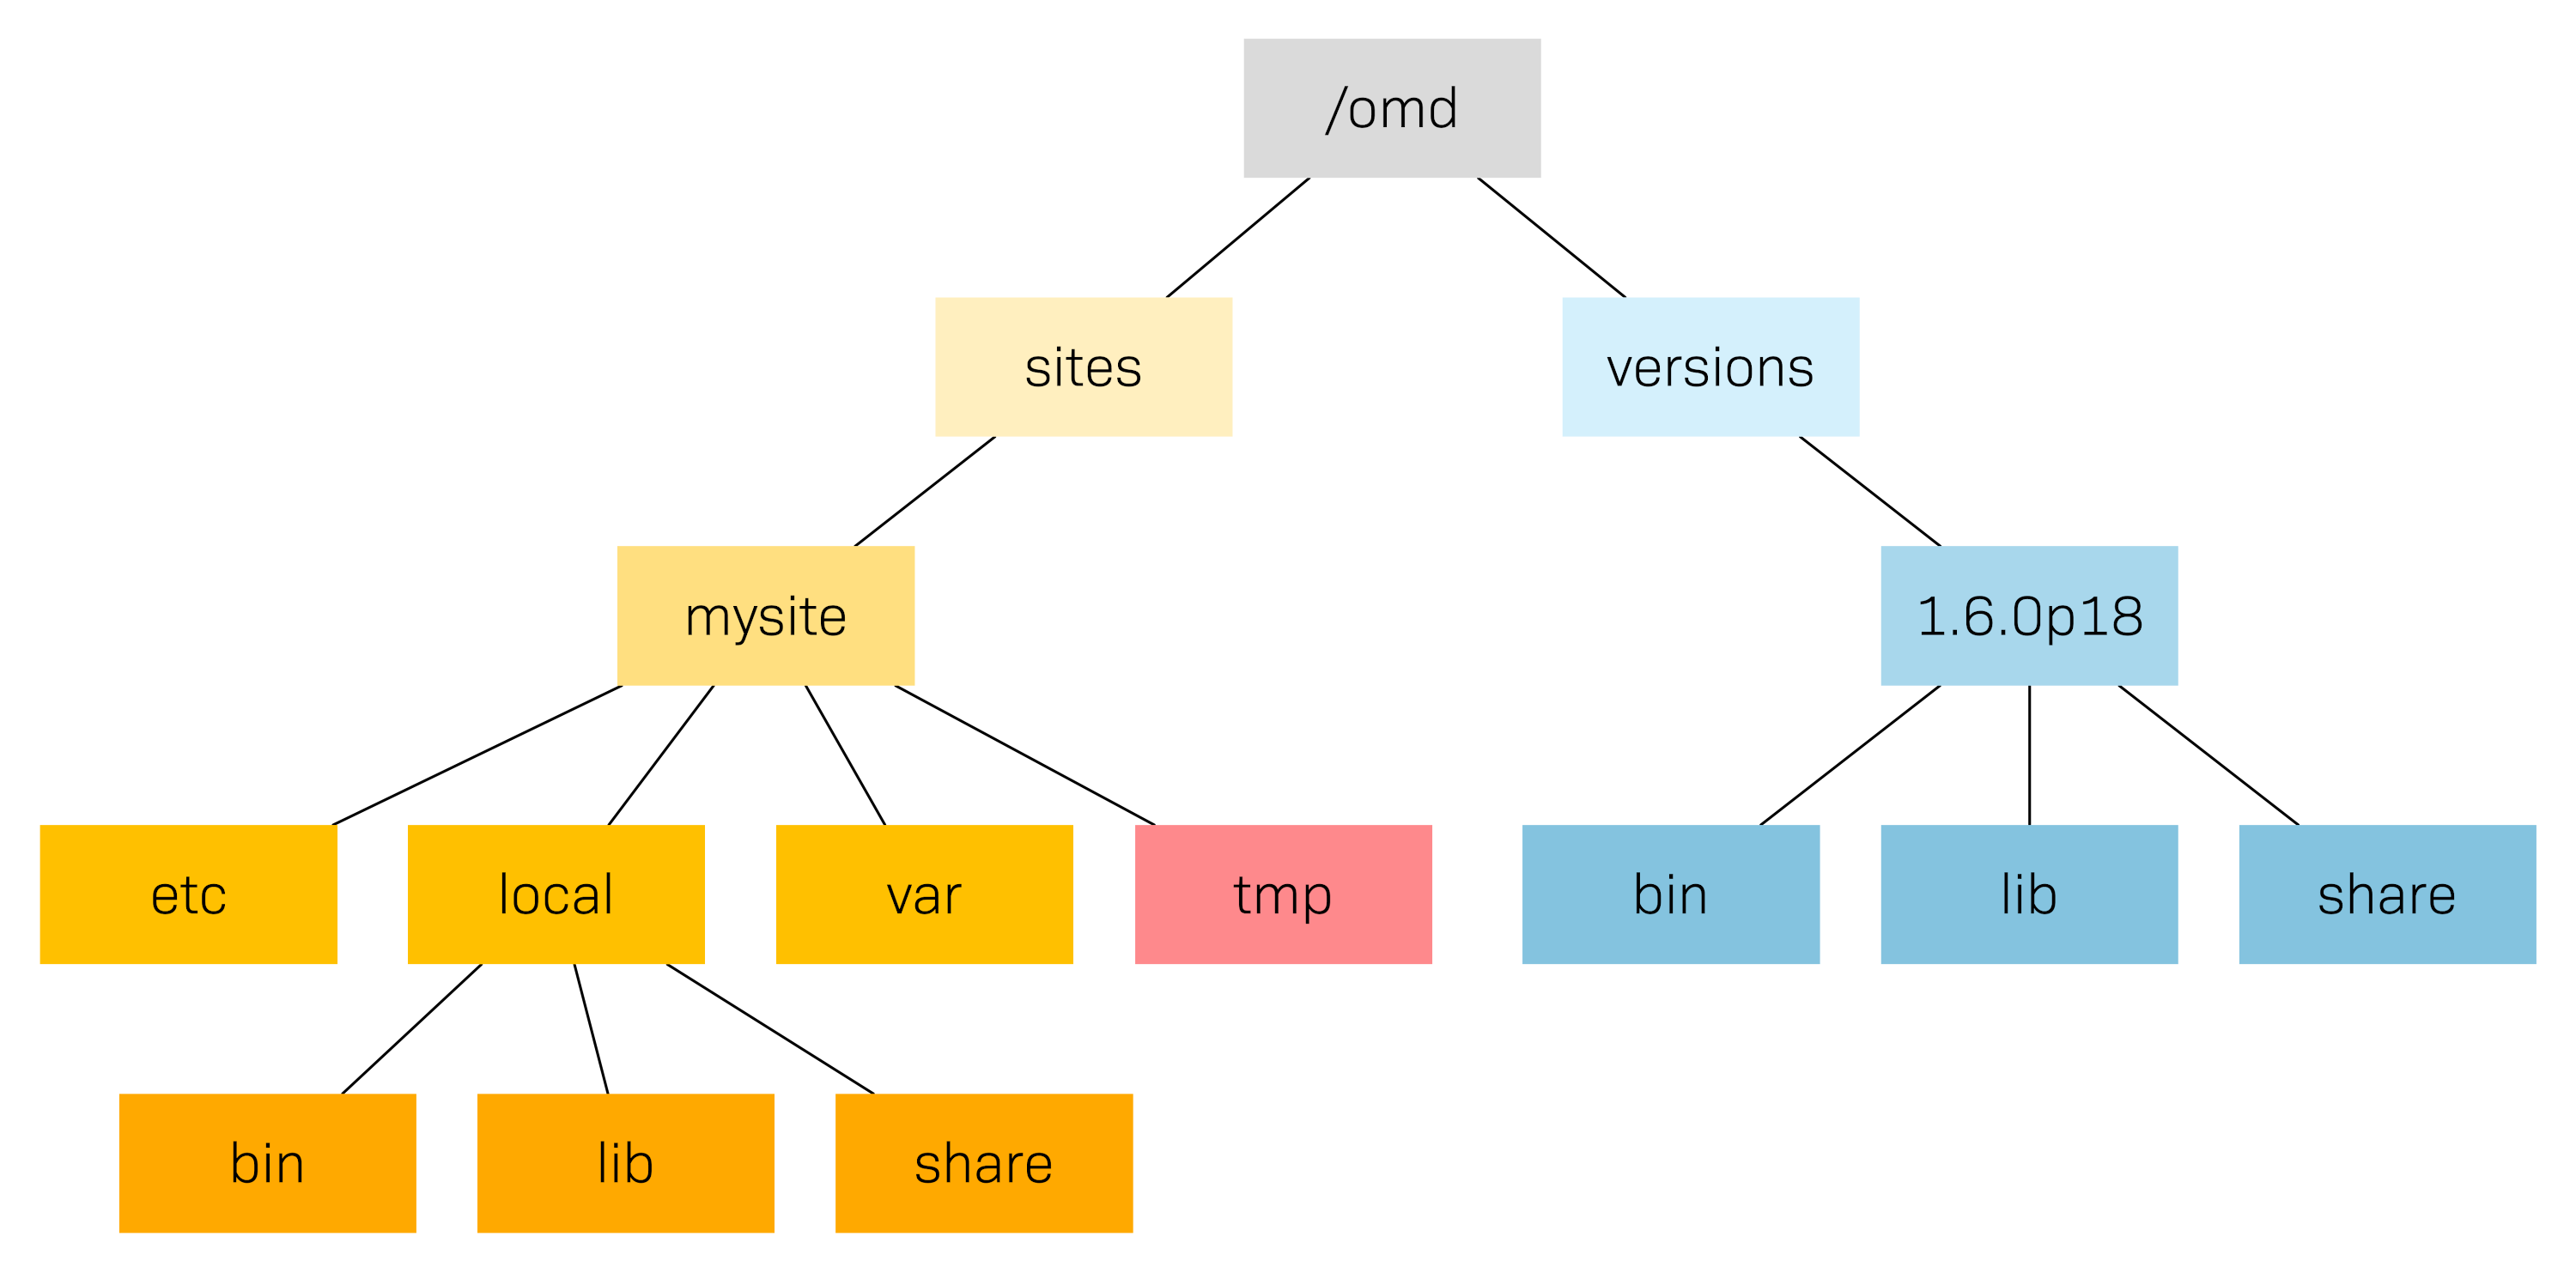 /omd
sites
versions
mysite
1.6.0p18
etc
local
var
tmp
bin
lib
share
bin
lib
share